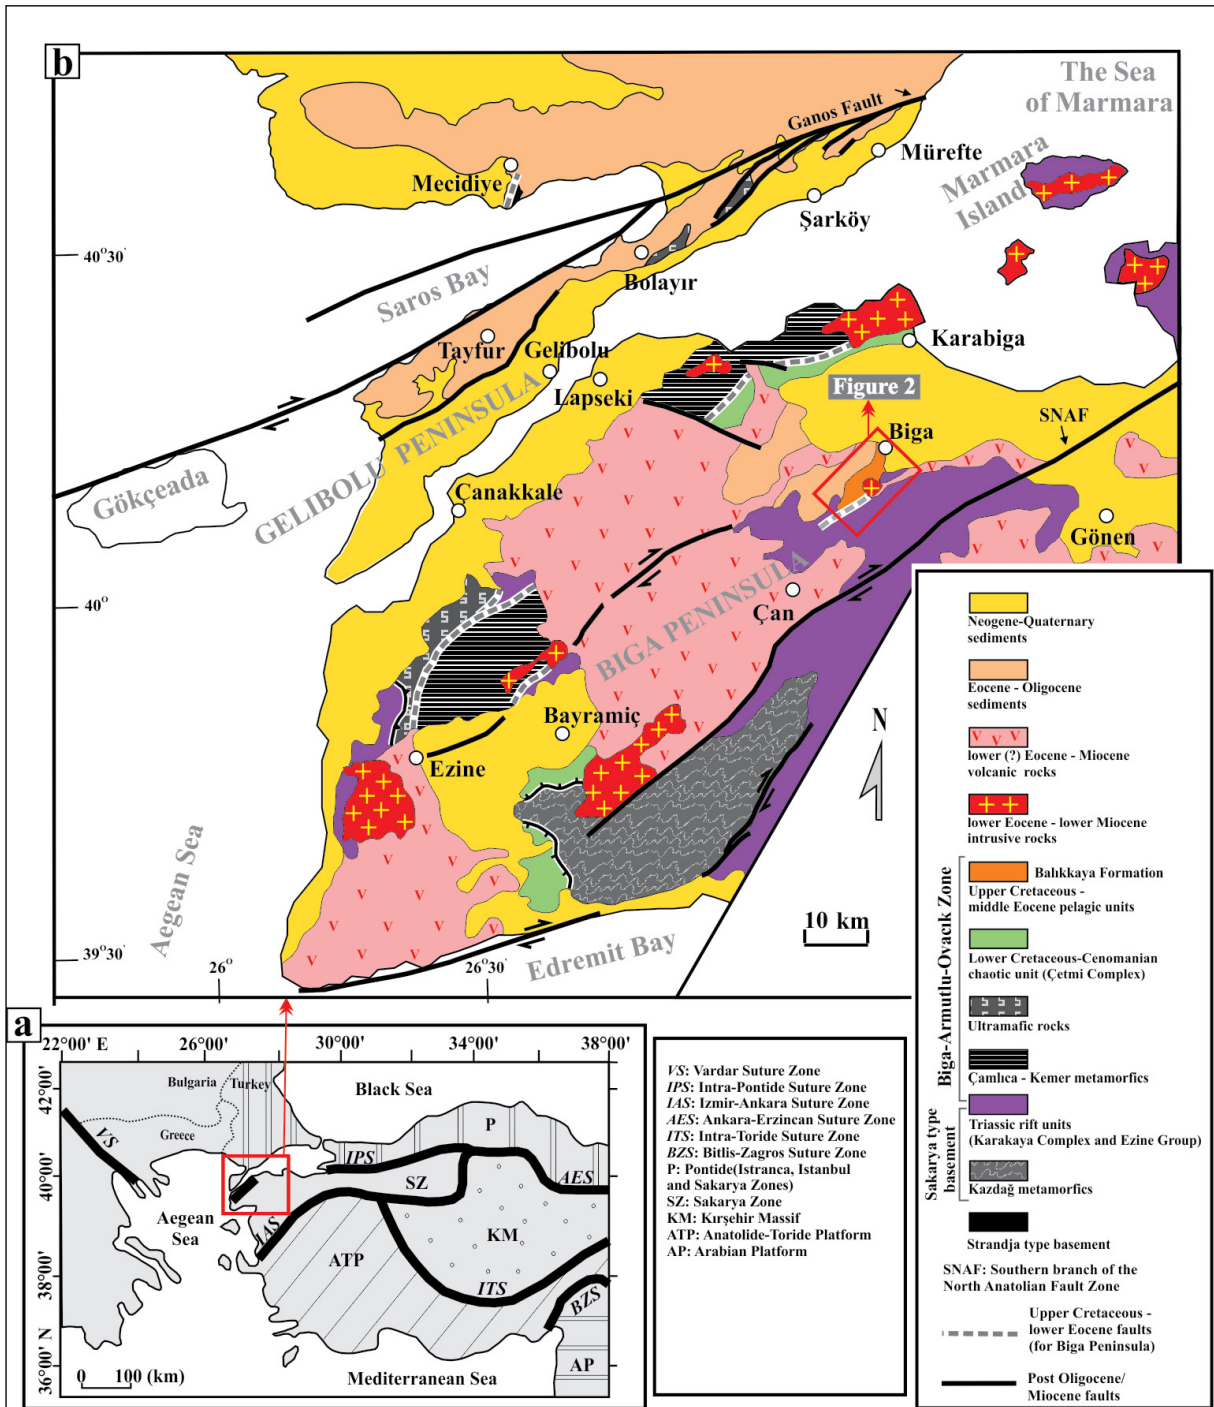 b
The Sea
of Marmara
Ganos Fault
Mürefte
Marmara
Island
Mecidiye
Şarköy
40°30'
Saros Bay
Bolayır
Karabiga
Tayfur
Gelibolu
Lapseki
Figure 2
SNAF
Biga
GELIBOLU PENINSULA
Gökçeada
Çanakkale
Gönen
40°
BIGA PENINSULA
Çan
Bayramiç
N
Ezine
Aegean Sea
10 km
Edremit Bay
39°30'
26°
26°30'
Neogene-Quaternary
sediments
Eocene - Oligocene
sediments
lower (?) Eocene - Miocene
volcanic rocks
lower Eocene - lower Miocene
intrusive rocks
Balıkkaya Formation
Upper Cretaceous -
middle Eocene pelagic units
Lower Cretaceous-Cenomanian
chaotic unit (Çetmi Complex)
Ultramafic rocks
Çamlıca - Kemer metamorfics
Triassic rift units
(Karakaya Complex and Ezine Group)
Kazdağ metamorfics
Strandja type basement
Biga-Armutlu-Ovacık Zone
Sakarya type
basement
SNAF: Southern branch of the
North Anatolian Fault Zone
Upper Cretaceous -
lower Eocene faults
(for Biga Peninsula)
Post Oligocene/
Miocene faults
a
22°00' E
26°00'
30°00'
34°00'
38°00'
42°00'
40°00'
38°00'
36°00' N
Bulgaria
Turkey
Black Sea
Greece
VS
P
IPS
AES
SZ
Aegean
Sea
IAS
KM
ATP
ITS
BZS
AP
0 100 (km)
Mediterranean Sea
VS: Vardar Suture Zone
IPS: Intra-Pontide Suture Zone
IAS: Izmir-Ankara Suture Zone
AES: Ankara-Erzincan Suture Zone
ITS: Intra-Toride Suture Zone
BZS: Bitlis-Zagros Suture Zone
P: Pontide(Istranca, Istanbul
and Sakarya Zones)
SZ: Sakarya Zone
KM: Kırşehir Massif
ATP: Anatolide-Toride Platform
AP: Arabian Platform